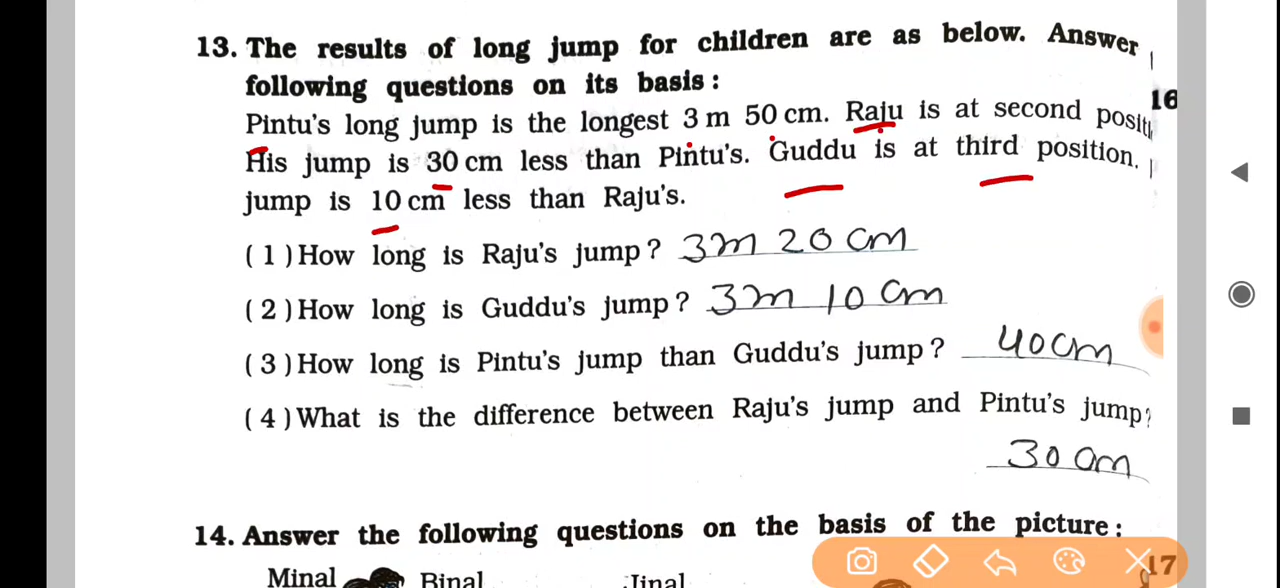 13. The results of long jump for children are as below. Answer
following questions on its basis :
Pintu's long jump is the longest 3 m 50 cm. Raju is at second positi
His jump is 30 cm less than Pintu's. Guddu is at third position.
jump is 10 cm less than Raju's.
( 1 ) How long is Raju's jump ? 3m 20 cm
( 2 ) How long is Guddu's jump ? 3m 10 cm
( 3 ) How long is Pintu's jump than Guddu's jump ? 40cm
( 4 ) What is the difference between Raju's jump and Pintu's jump?
30cm
14. Answer the following questions on the basis of the picture :
Minal Binal Jinal
16
17